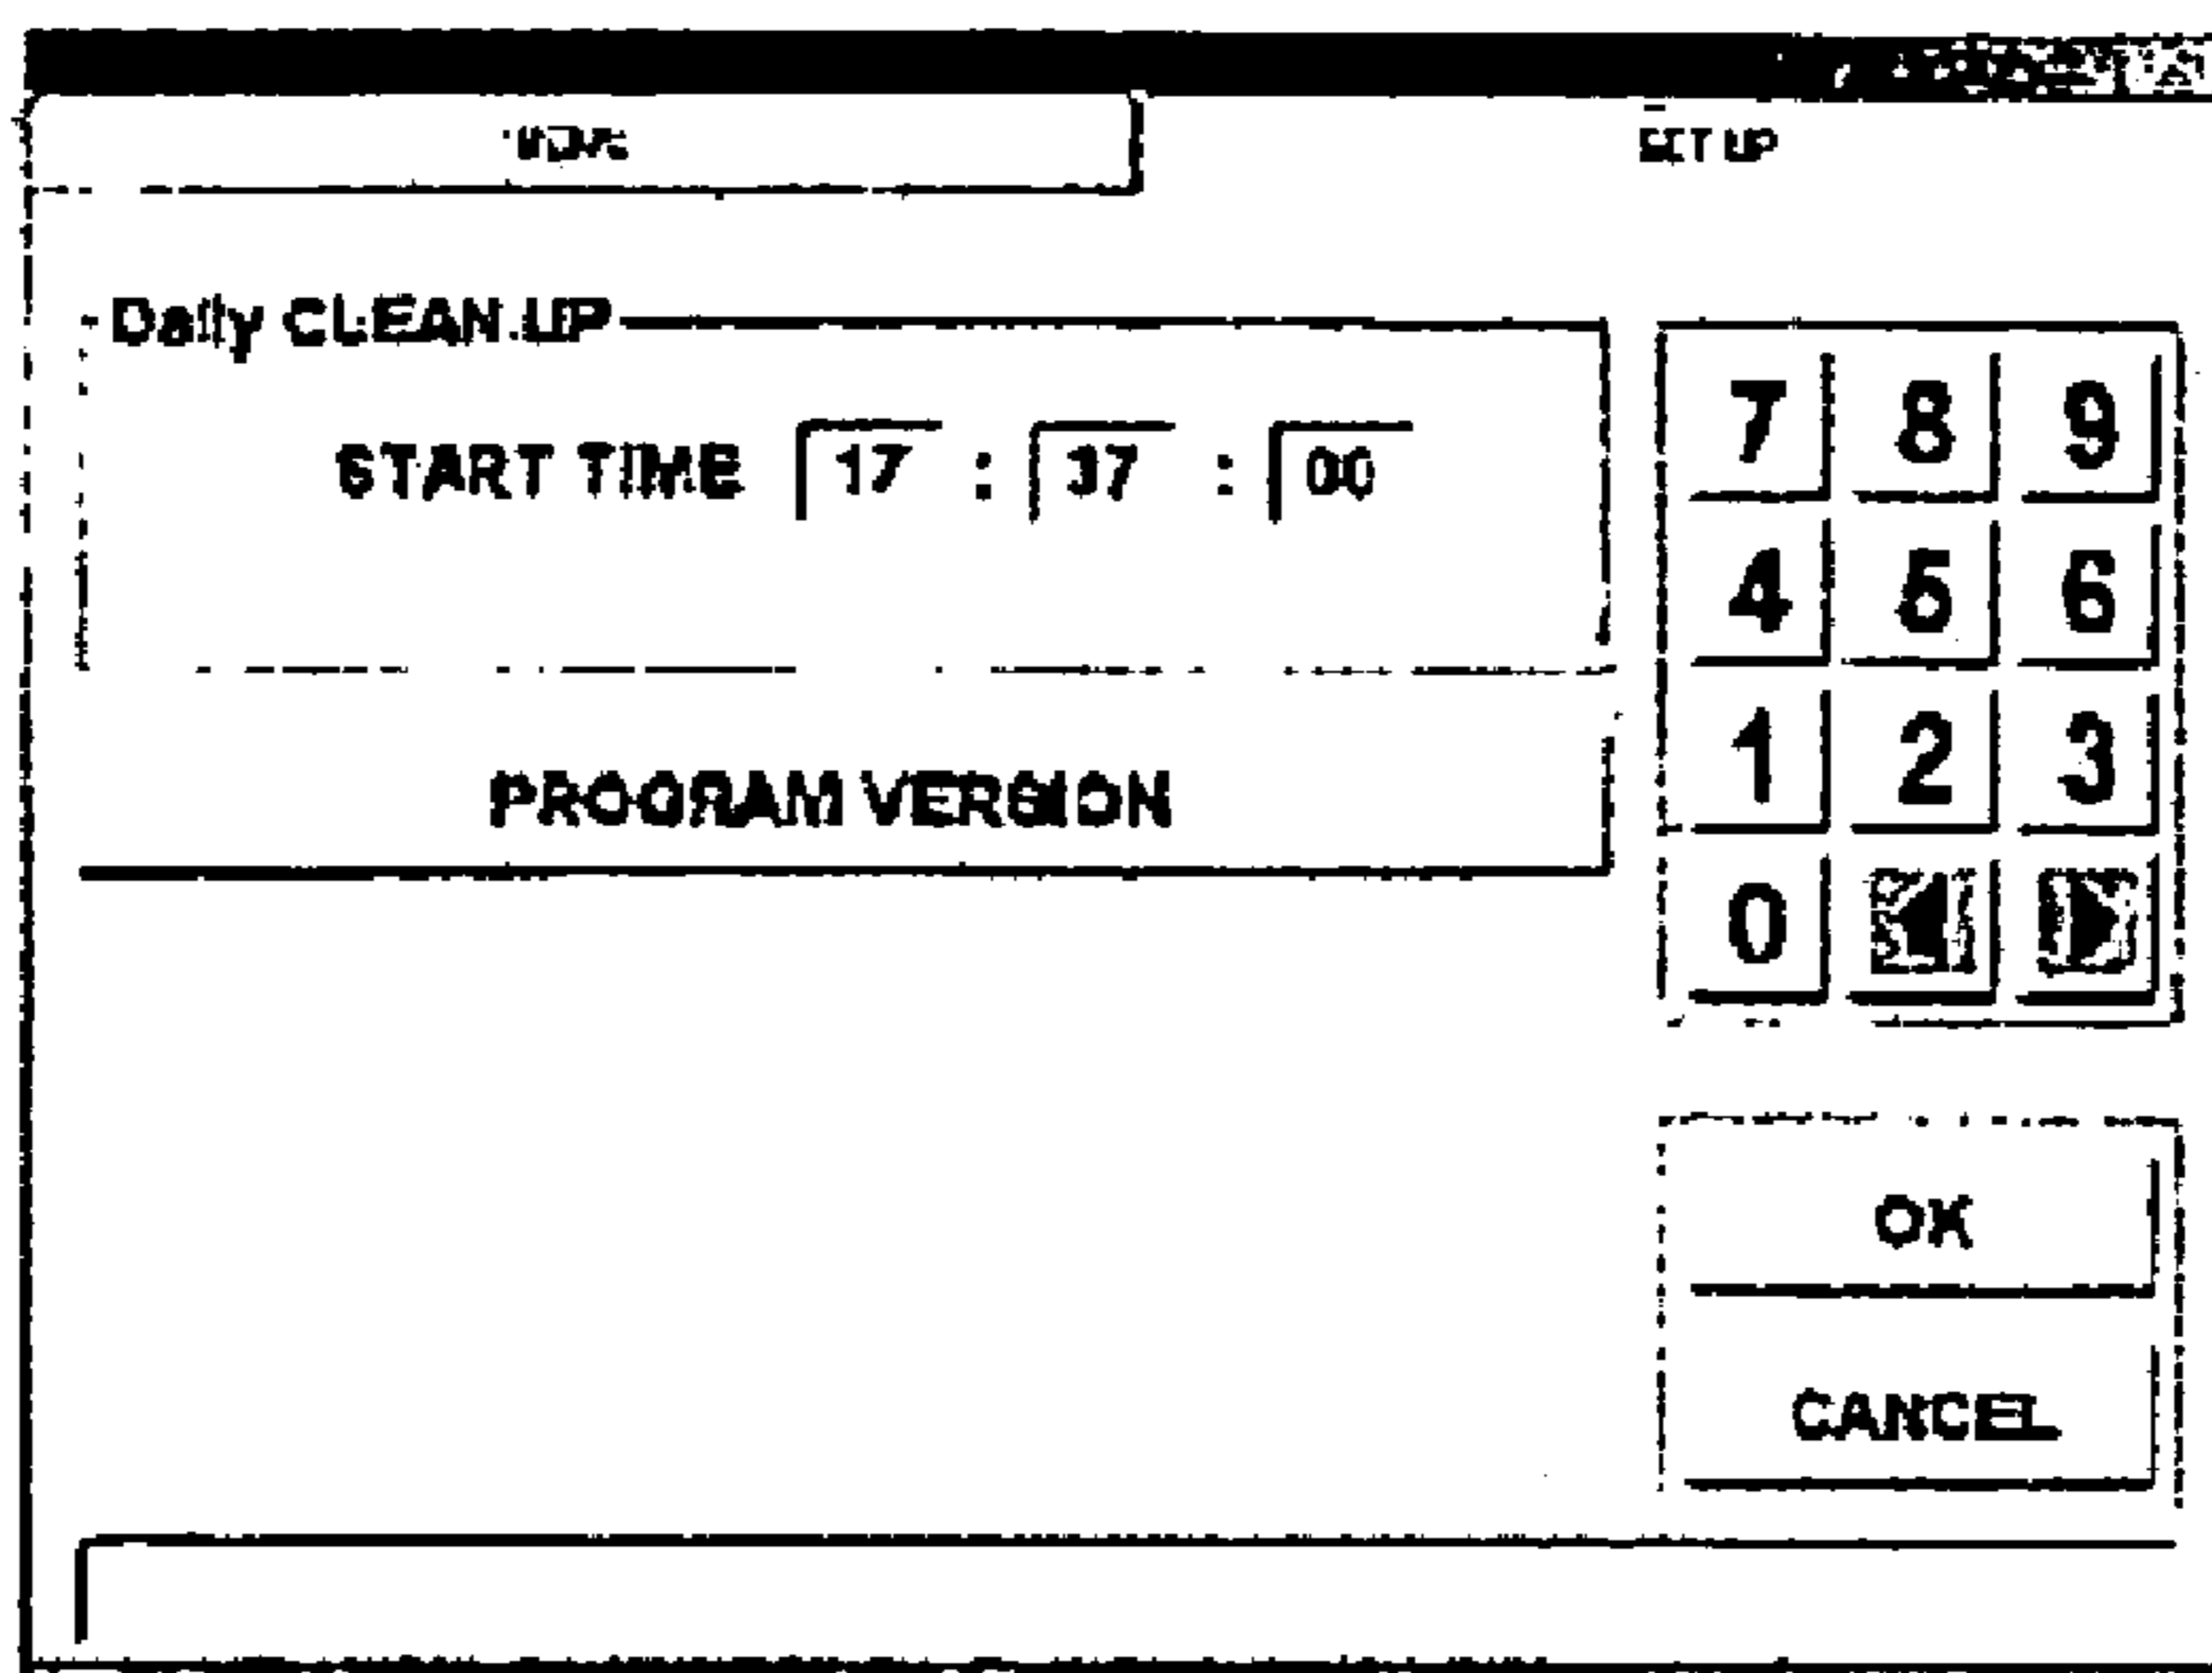 SET UP
Daily CLEAN.UP
START TIME 17 : 37 : 00
7 8 9
4 5 6
1 2 3
PROGRAM VERSION
0
OK
CANCEL